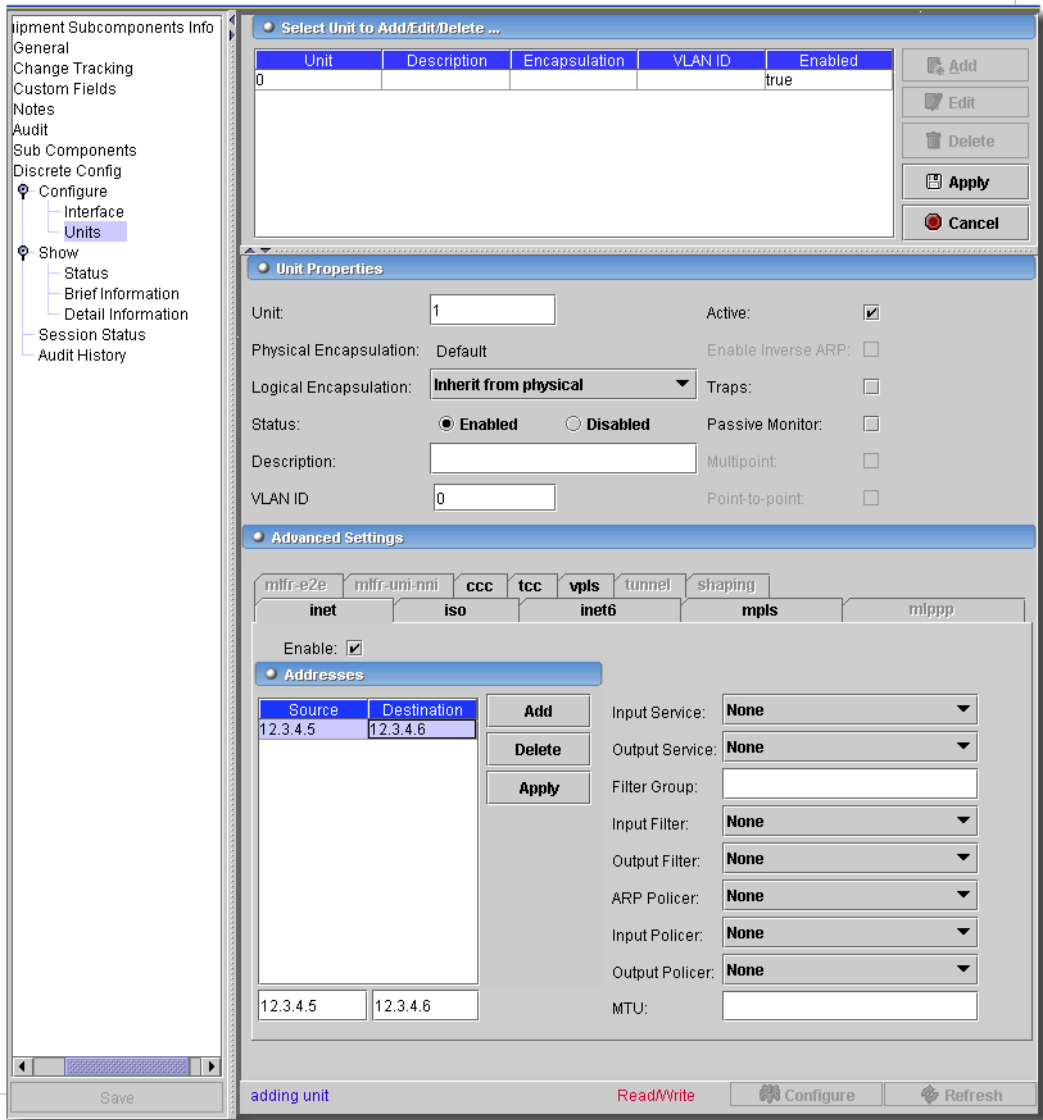 ipment Subcomponents Info
General
Change Tracking
Custom Fields
Notes
Audit
Sub Components
Discrete Config
Configure
Interface
Units
Show
Status
Brief Information
Detail Information
Session Status
Audit History
Save
Select Unit to Add/Edit/Delete ...
Unit Description Encapsulation VLAN ID Enabled
0 true
Add
Edit
Delete
Apply
Cancel
Unit Properties
Unit: 1 Active:
Physical Encapsulation: Default Enable Inverse ARP:
Logical Encapsulation: Inherit from physical Traps:
Status: Enabled Disabled Passive Monitor:
Description: Multipoint:
VLAN ID 0 Point-to-point:
Advanced Settings
mlfr-e2e mlfr-uni-nni ccc tcc vpls tunnel shaping
inet iso inet6 mpls mlppp
Enable:
Addresses
Source Destination
12.3.4.5 12.3.4.6
12.3.4.5 12.3.4.6
Add
Delete
Apply
Input Service: None
Output Service: None
Filter Group:
Input Filter: None
Output Filter: None
ARP Policer: None
Input Policer: None
Output Policer: None
MTU:
adding unit Read/Write Configure Refresh